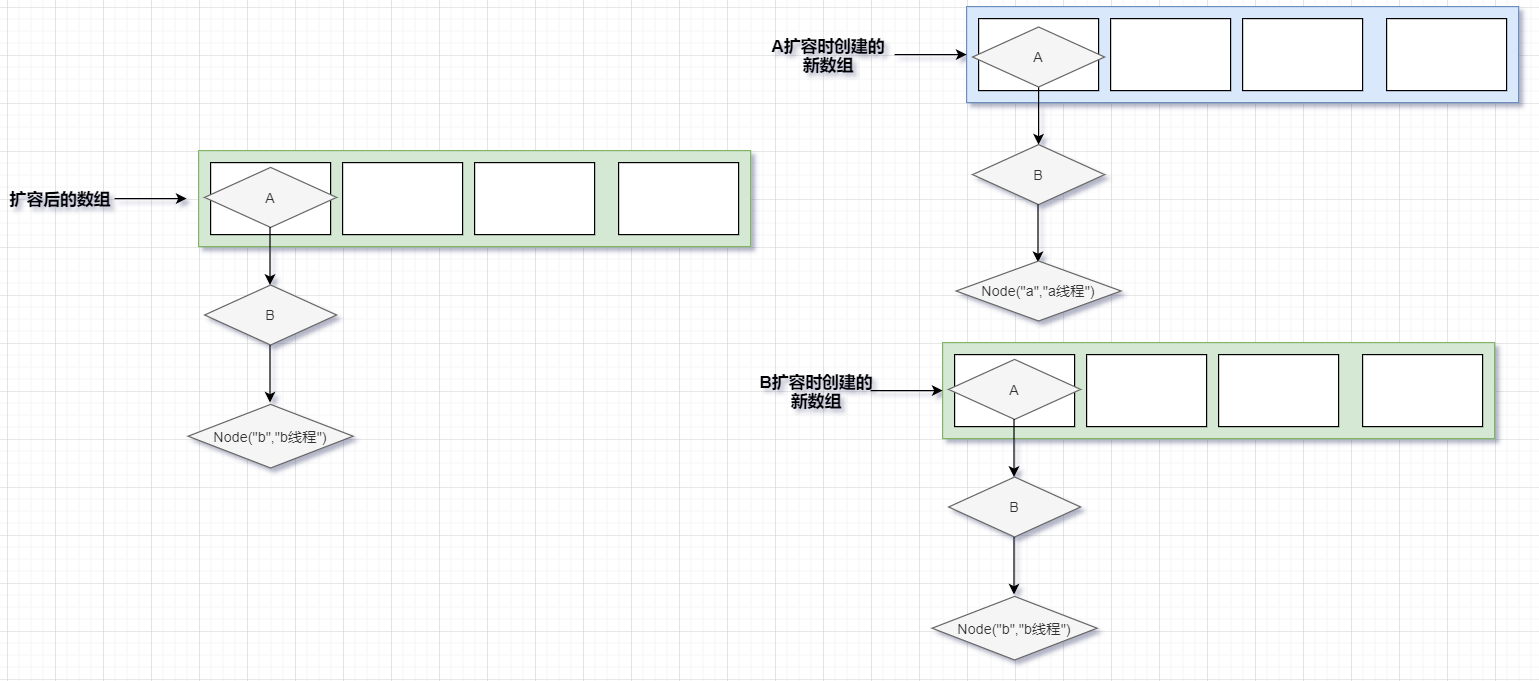 扩容后的数组
A
B
Node("b","b线程")
A扩容时创建的
新数组
A
B
Node("a","a线程")
B扩容时创建的
新数组
A
B
Node("b","b线程")